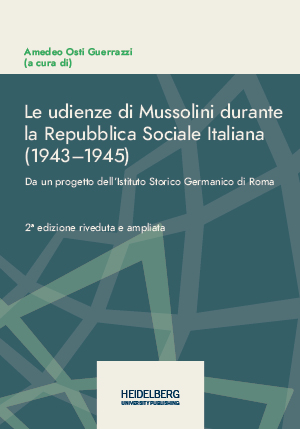 Amedeo Osti Guerrazzi
(a cura di)
Le udienze di Mussolini durante
la Repubblica Sociale Italiana
(1943–1945)
Da un progetto dell'Istituto Storico Germanico di Roma
2ª edizione riveduta e ampliata
HEIDELBERG
UNIVERSITY PUBLISHING